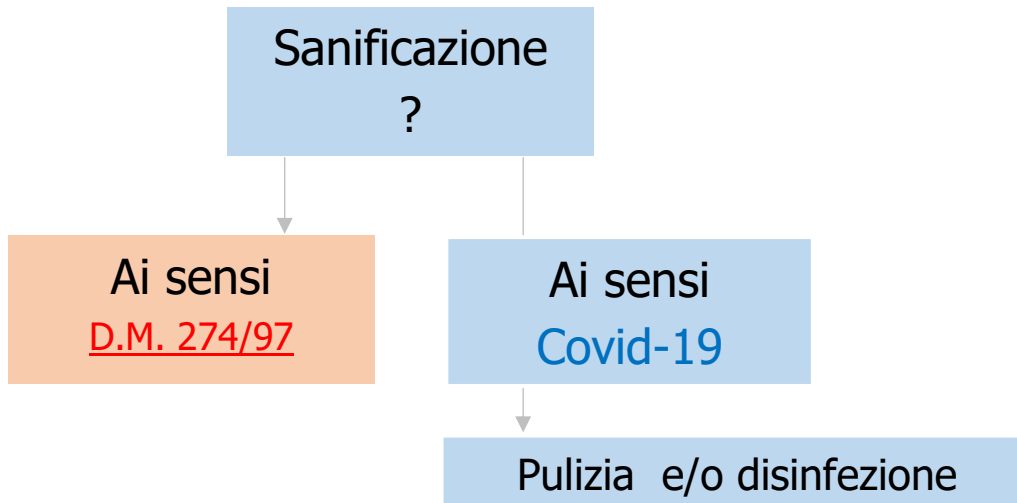 Sanificazione
?
Ai sensi
D.M. 274/97
Ai sensi
Covid-19
Pulizia e/o disinfezione